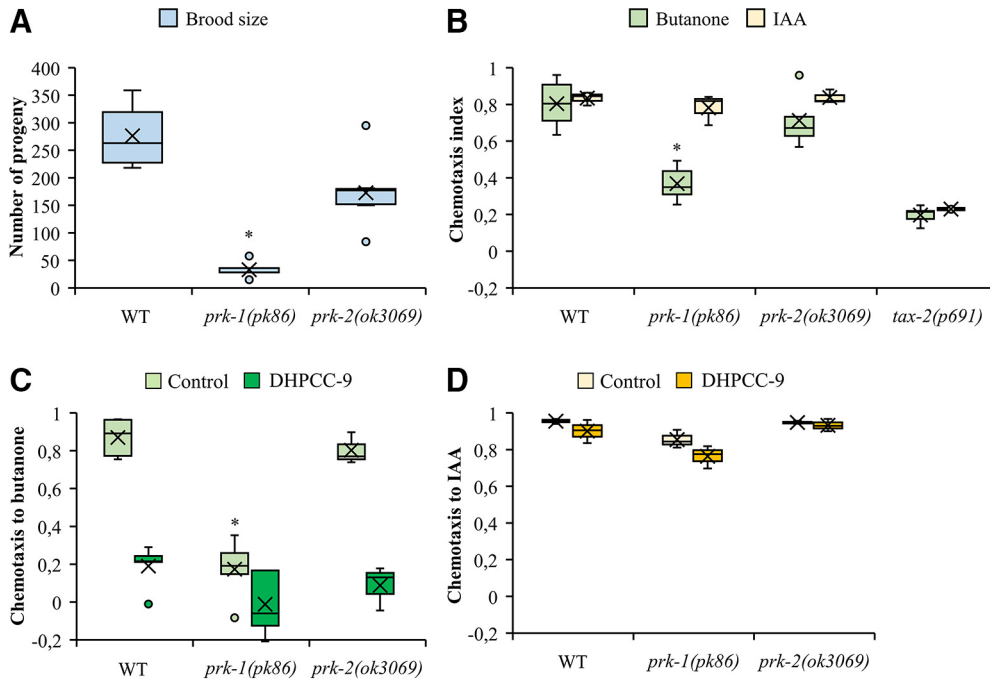 A
Brood size
Number of progeny
400
350
300
250
200
150
100
50
0
*
WT
prk-1(pk86)
prk-2(ok3069)
B
Butanone
IAA
Chemotaxis index
1
0,8
0,6
0,4
0,2
0
-0,2
*
WT
prk-1(pk86)
prk-2(ok3069)
tax-2(p691)
C
Control
DHPCC-9
Chemotaxis to butanone
1
0,8
0,6
0,4
0,2
0
-0,2
*
WT
prk-1(pk86)
prk-2(ok3069)
D
Control
DHPCC-9
Chemotaxis to IAA
1
0,8
0,6
0,4
0,2
0
-0,2
WT
prk-1(pk86)
prk-2(ok3069)